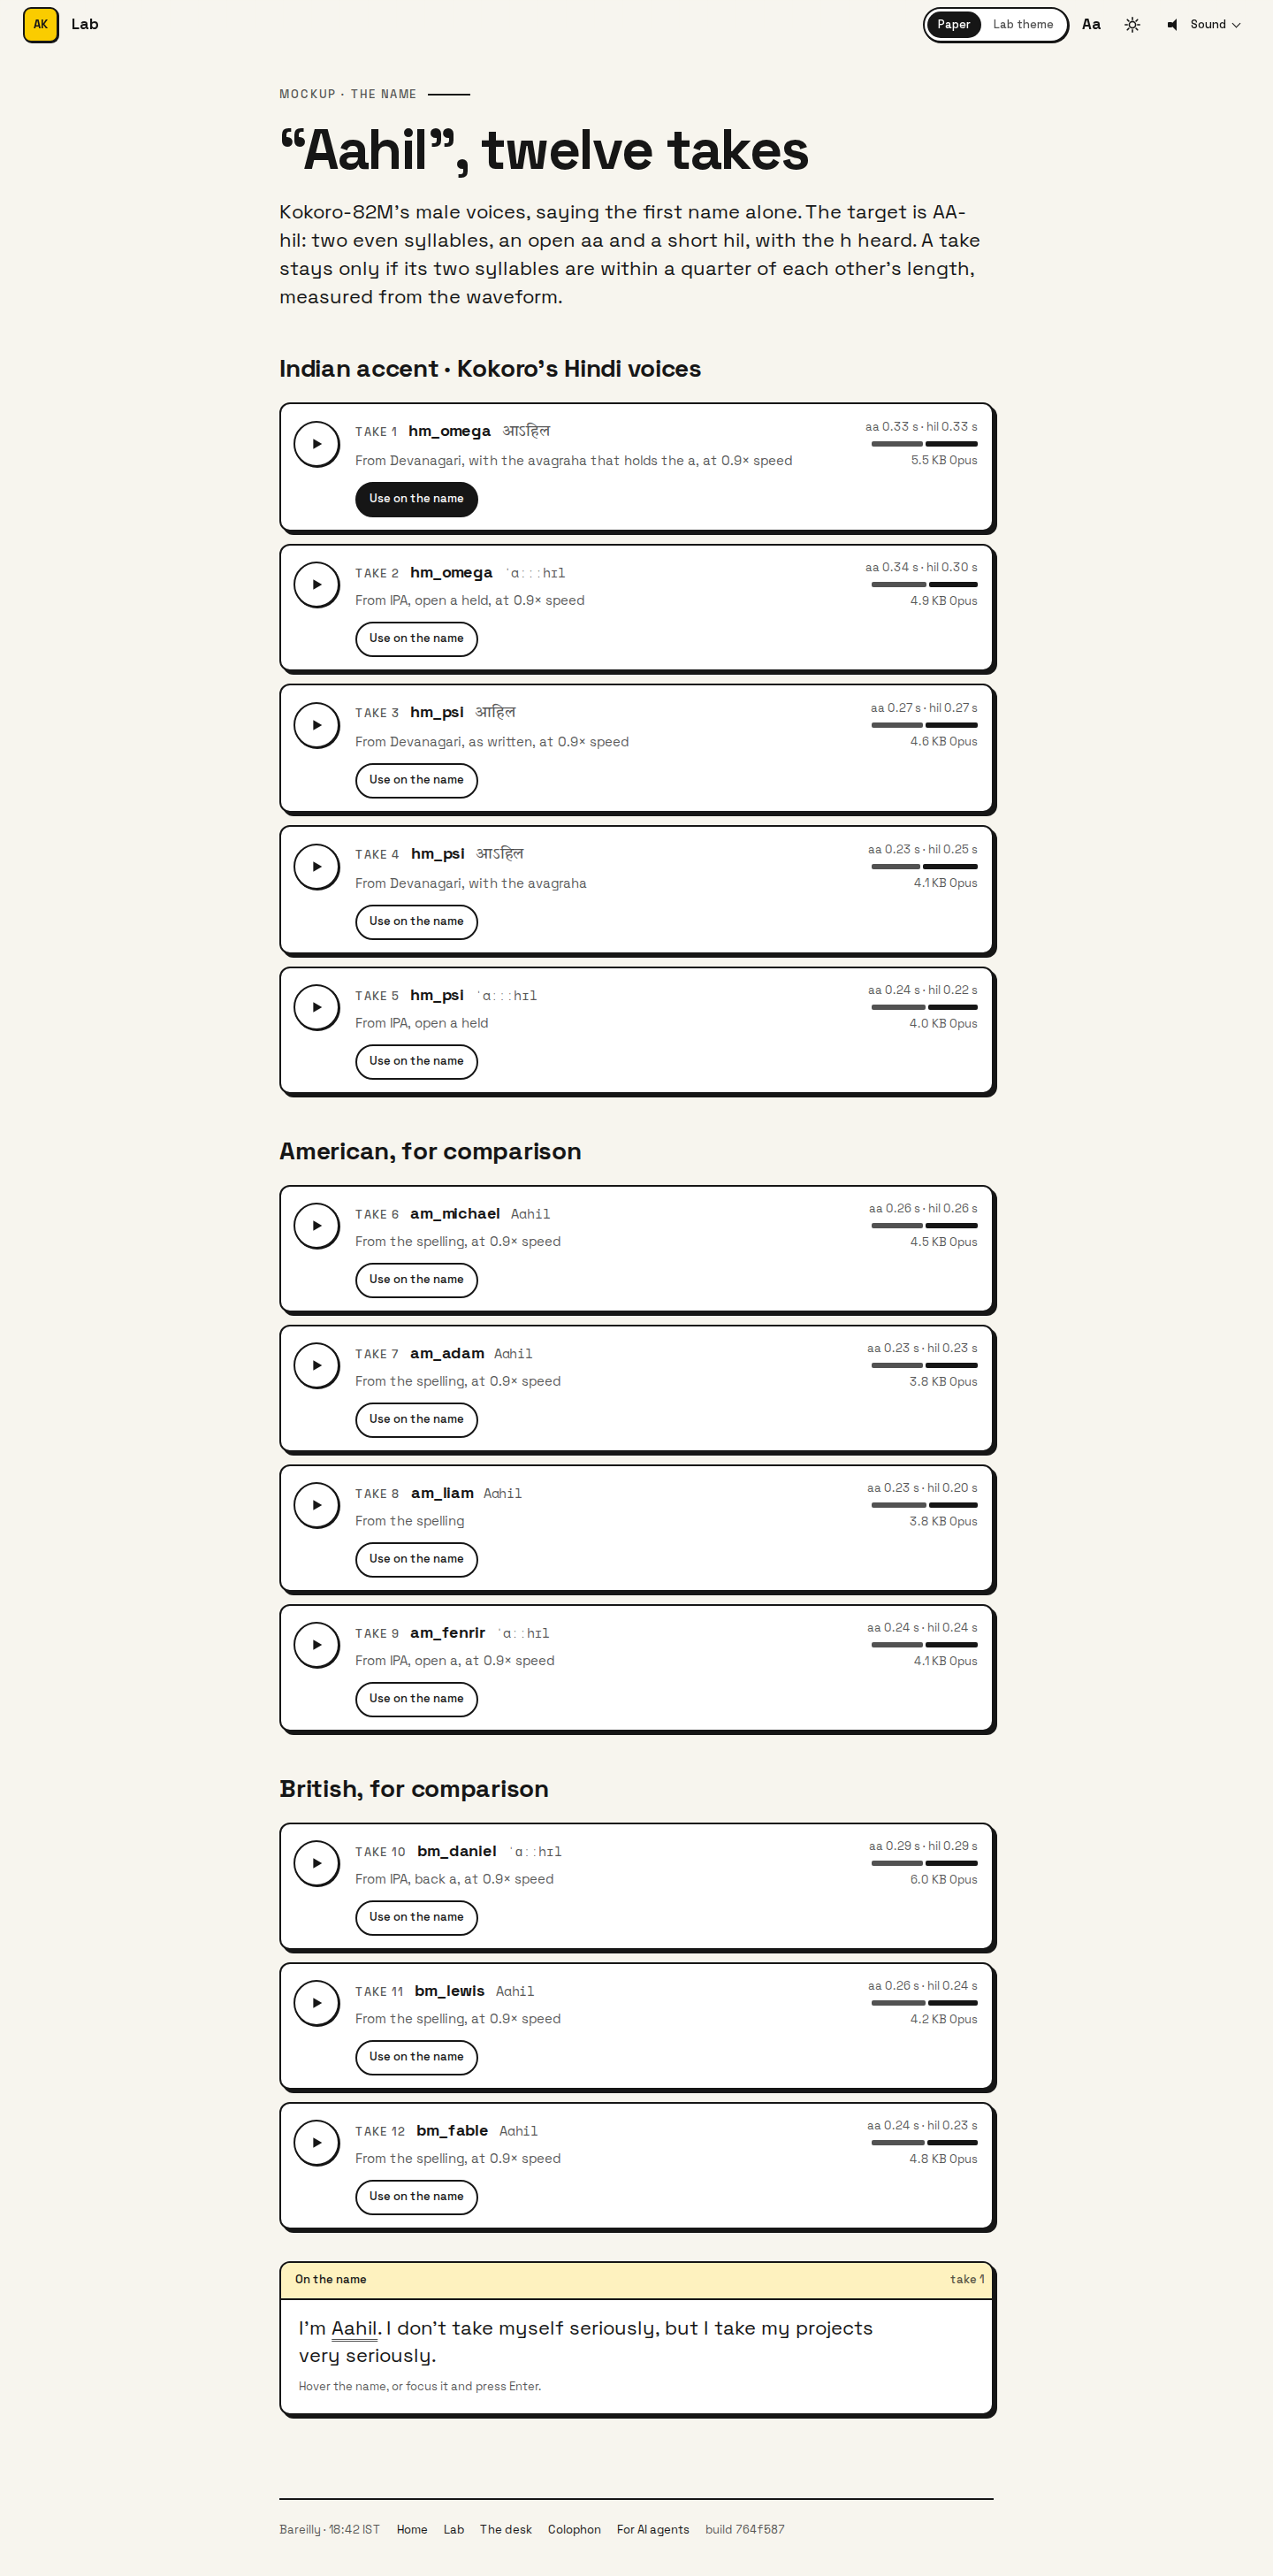 AK Lab Paper Lab theme Aa Sound
MOCKUP · THE NAME
“Aahil”, twelve takes
Kokoro-82M’s male voices, saying the first name alone. The target is AA-
hil: two even syllables, an open aa and a short hil, with the h heard. A take
stays only if its two syllables are within a quarter of each other’s length,
measured from the waveform.
Indian accent · Kokoro’s Hindi voices
TAKE 1 hm_omega आऽहिल aa 0.33 s · hil 0.33 s
From Devanagari, with the avagraha that holds the a, at 0.9× speed 5.5 KB Opus
Use on the name
TAKE 2 hm_omega ˈɑːːːhɪl aa 0.34 s · hil 0.30 s
From IPA, open a held, at 0.9× speed 4.9 KB Opus
Use on the name
TAKE 3 hm_psi आहिल aa 0.27 s · hil 0.27 s
From Devanagari, as written, at 0.9× speed 4.6 KB Opus
Use on the name
TAKE 4 hm_psi आऽहिल aa 0.23 s · hil 0.25 s
From Devanagari, with the avagraha 4.1 KB Opus
Use on the name
TAKE 5 hm_psi ˈɑːːːhɪl aa 0.24 s · hil 0.22 s
From IPA, open a held 4.0 KB Opus
Use on the name
American, for comparison
TAKE 6 am_michael Aahil aa 0.26 s · hil 0.26 s
From the spelling, at 0.9× speed 4.5 KB Opus
Use on the name
TAKE 7 am_adam Aahil aa 0.23 s · hil 0.23 s
From the spelling, at 0.9× speed 3.8 KB Opus
Use on the name
TAKE 8 am_liam Aahil aa 0.23 s · hil 0.20 s
From the spelling 3.8 KB Opus
Use on the name
TAKE 9 am_fenrir ˈɑːːhɪl aa 0.24 s · hil 0.24 s
From IPA, open a, at 0.9× speed 4.1 KB Opus
Use on the name
British, for comparison
TAKE 10 bm_daniel ˈɑːːhɪl aa 0.29 s · hil 0.29 s
From IPA, back a, at 0.9× speed 6.0 KB Opus
Use on the name
TAKE 11 bm_lewis Aahil aa 0.26 s · hil 0.24 s
From the spelling, at 0.9× speed 4.2 KB Opus
Use on the name
TAKE 12 bm_fable Aahil aa 0.24 s · hil 0.23 s
From the spelling, at 0.9× speed 4.8 KB Opus
Use on the name
On the name take 1
I’m Aahil. I don’t take myself seriously, but I take my projects
very seriously.
Hover the name, or focus it and press Enter.
Bareilly · 18:42 IST Home Lab The desk Colophon For AI agents build 764f587